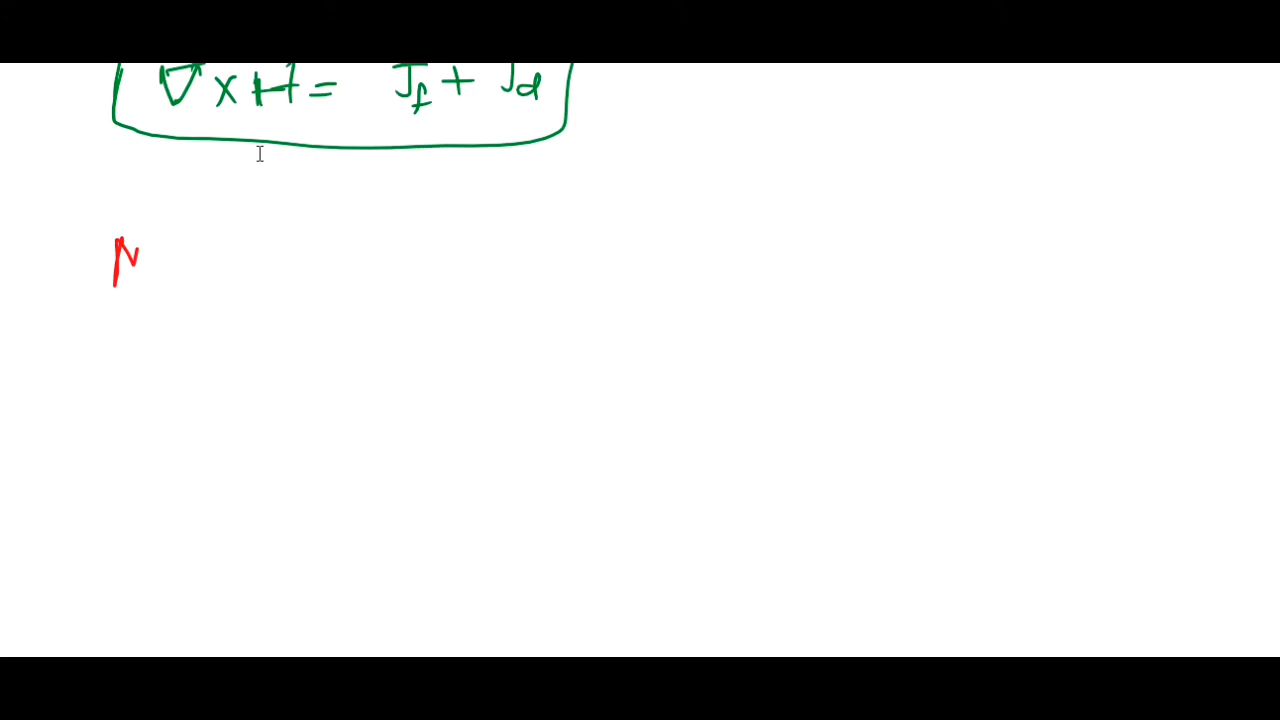 ∇ × H = J_f + J_d